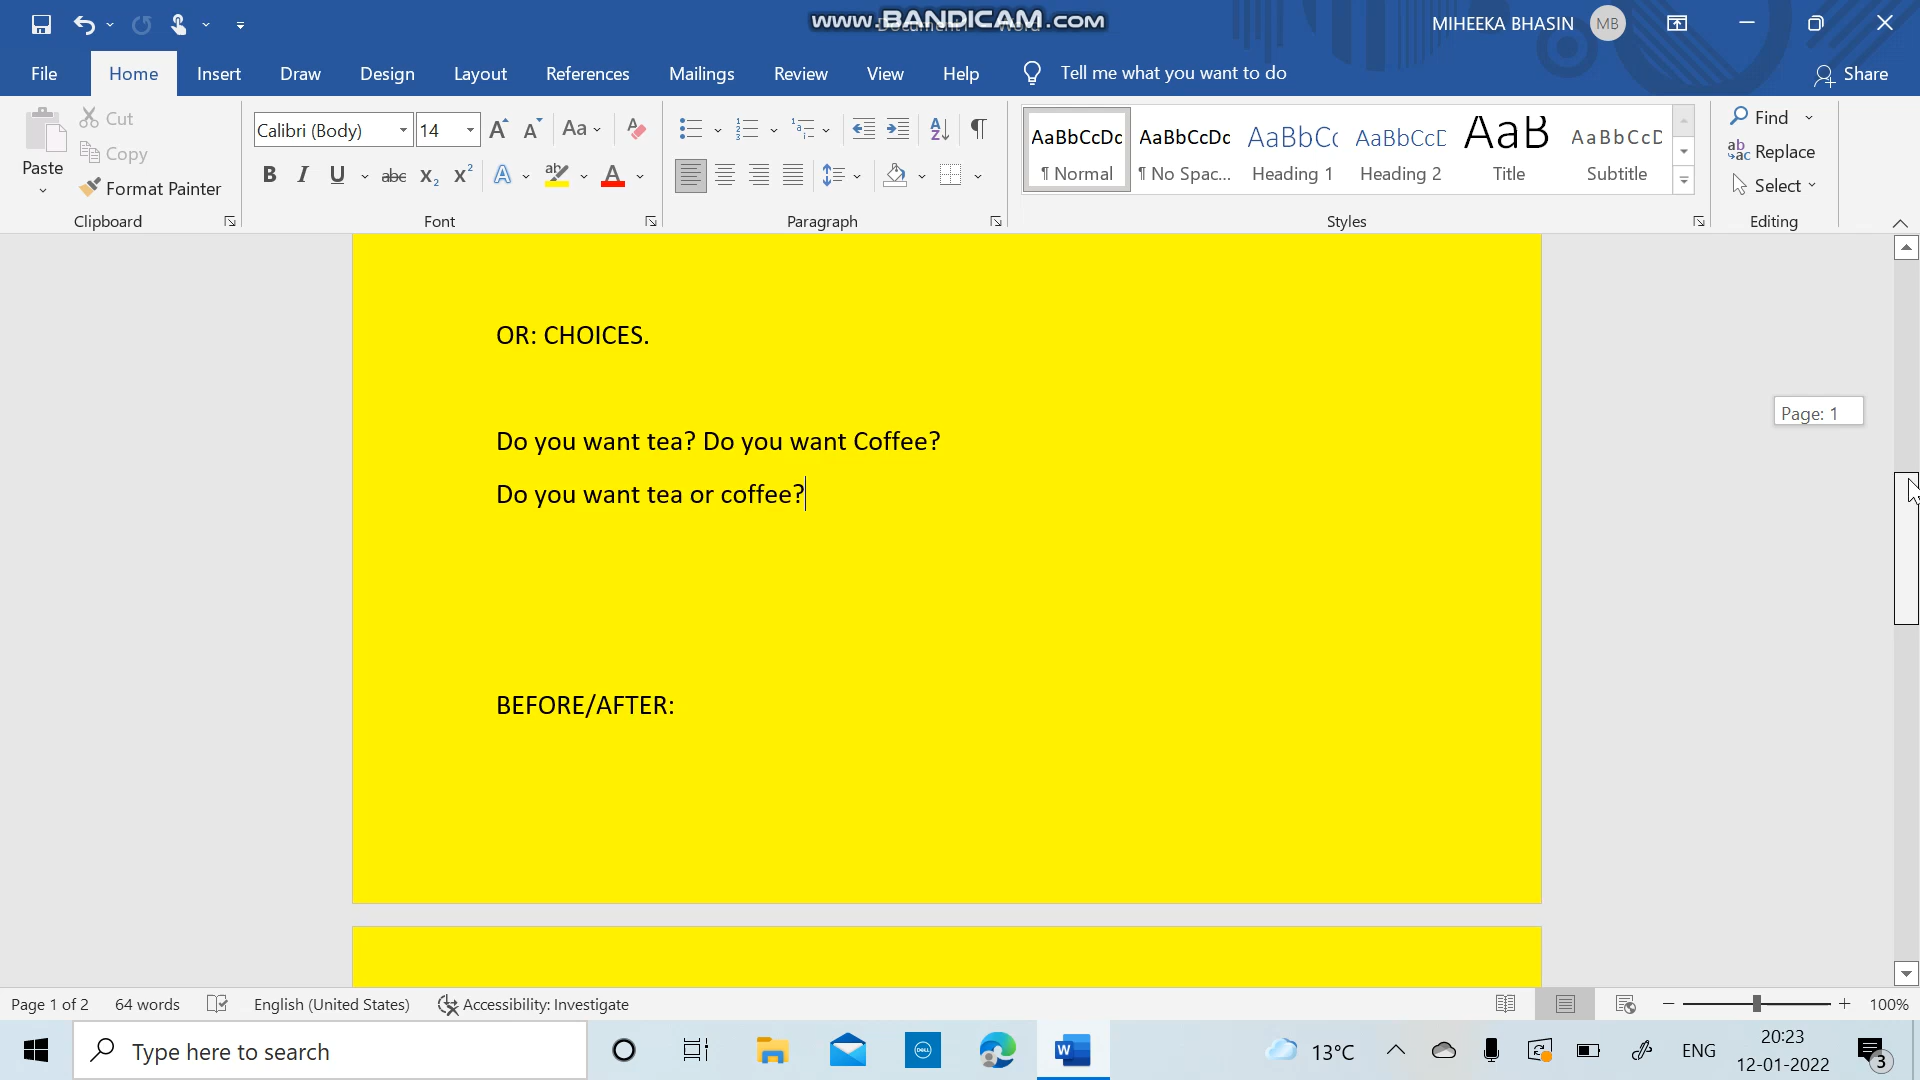 www.BANDICAM.com
MIHEEKA BHASIN MB
File Home Insert Draw Design Layout References Mailings Review View Help Tell me what you want to do Share
Paste
Cut
Copy
Format Painter
Clipboard
Calibri (Body) 14
Font
Paragraph
AaBbCcDc AaBbCcDc AaBbCc AaBbCcD AaB AaBbCcD
¶ Normal ¶ No Spac... Heading 1 Heading 2 Title Subtitle
Styles
Find
Replace
Select
Editing
OR: CHOICES.
Page: 1
Do you want tea? Do you want Coffee?
Do you want tea or coffee?
BEFORE/AFTER:
Page 1 of 2 64 words English (United States) Accessibility: Investigate 100%
Type here to search
DELL
13°C
ENG
20:23
12-01-2022
3